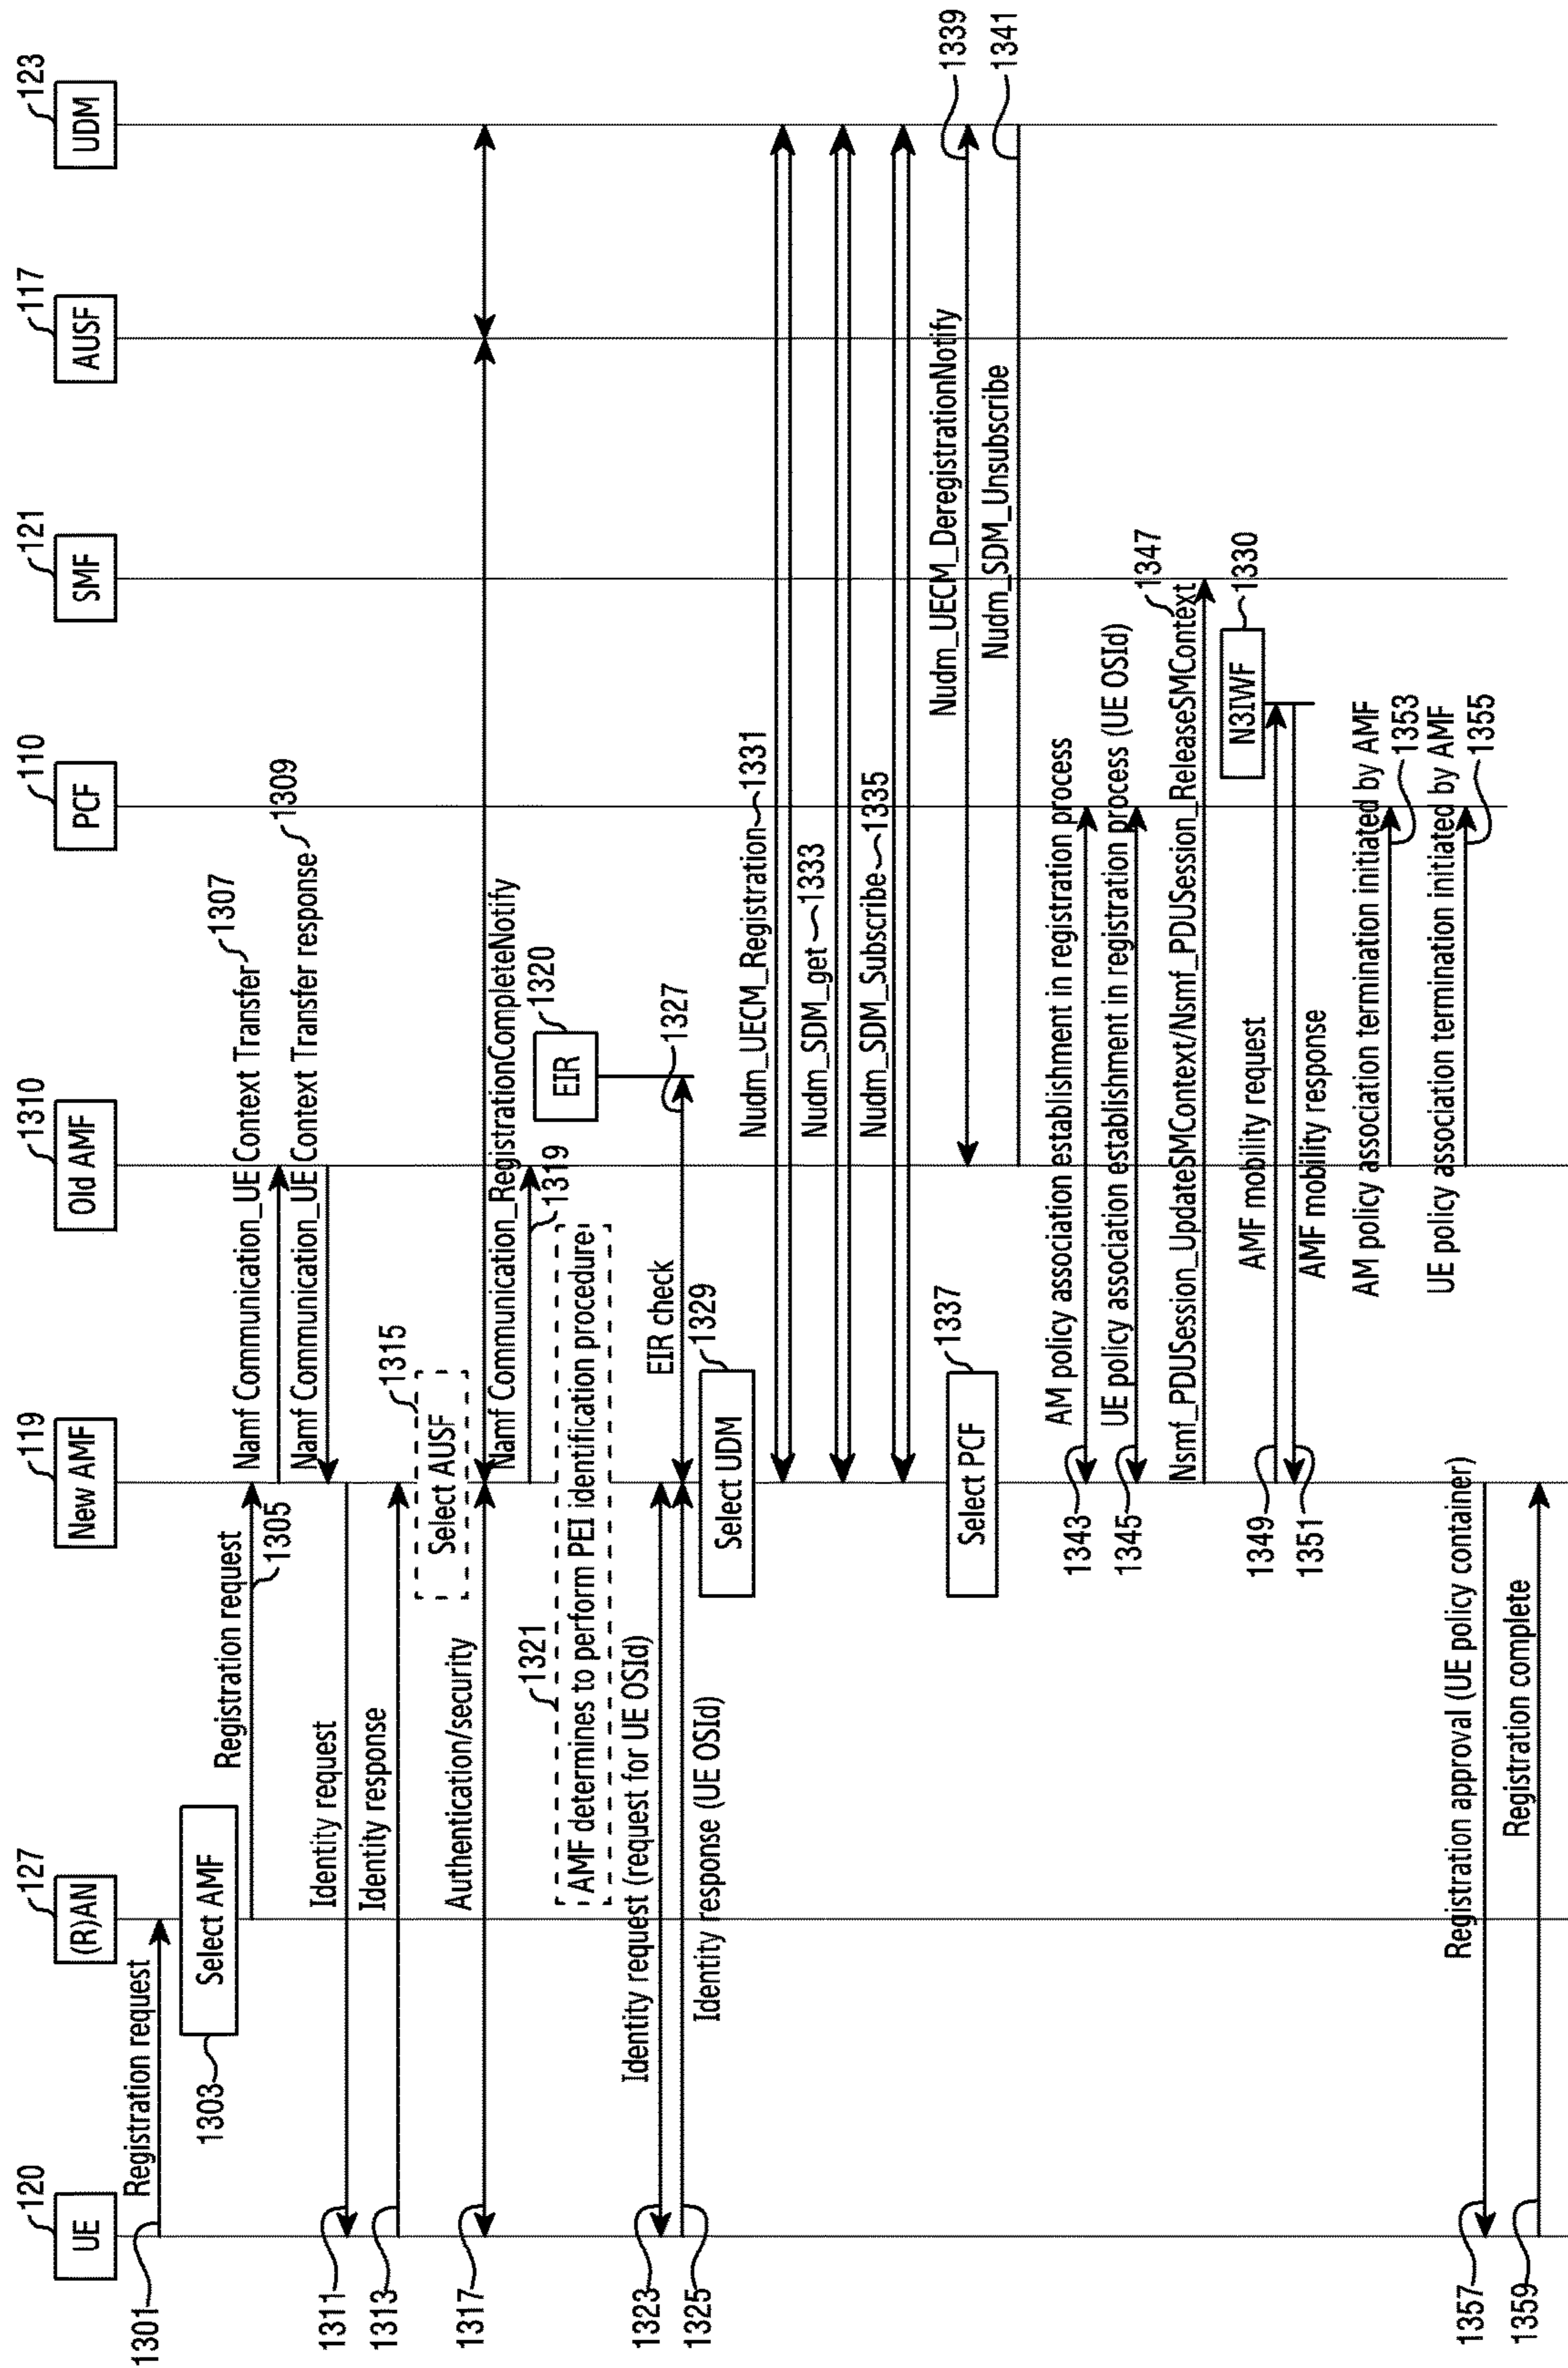 120
UE
127
(R)AN
119
New AMF
1310
Old AMF
110
PCF
121
SMF
117
AUSF
123
UDM
1301
Registration request
Select AMF
1303
Registration request
1305
Namf Communication_UE Context Transfer
1307
Namf Communication_UE Context Transfer response
1309
1311
Identity request
1313
Identity response
1315
Select AUSF
1317
Authentication/security
Namf Communication_RegistrationCompleteNotify
1319
1320
EIR
1321
AMF determines to perform PEI identification procedure
1323
Identity request (request for UE OSId)
1325
Identity response (UE OSId)
EIR check
1327
1329
Select UDM
Nudm_UECM_Registration
1331
Nudm_SDM_get
1333
Nudm_SDM_Subscribe
1335
1337
Select PCF
Nudm_UECM_DeregistrationNotify
1339
Nudm_SDM_Unsubscribe
1341
1343
AM policy association establishment in registration process
1345
UE policy association establishment in registration process (UE OSId)
Nsmf_PDUSession_UpdateSMContext/Nsmf_PDUSession_ReleaseSMContext
1347
1330
N3IWF
1349
AMF mobility request
1351
AMF mobility response
AM policy association termination initiated by AMF
1353
UE policy association termination initiated by AMF
1355
1357
Registration approval (UE policy container)
1359
Registration complete